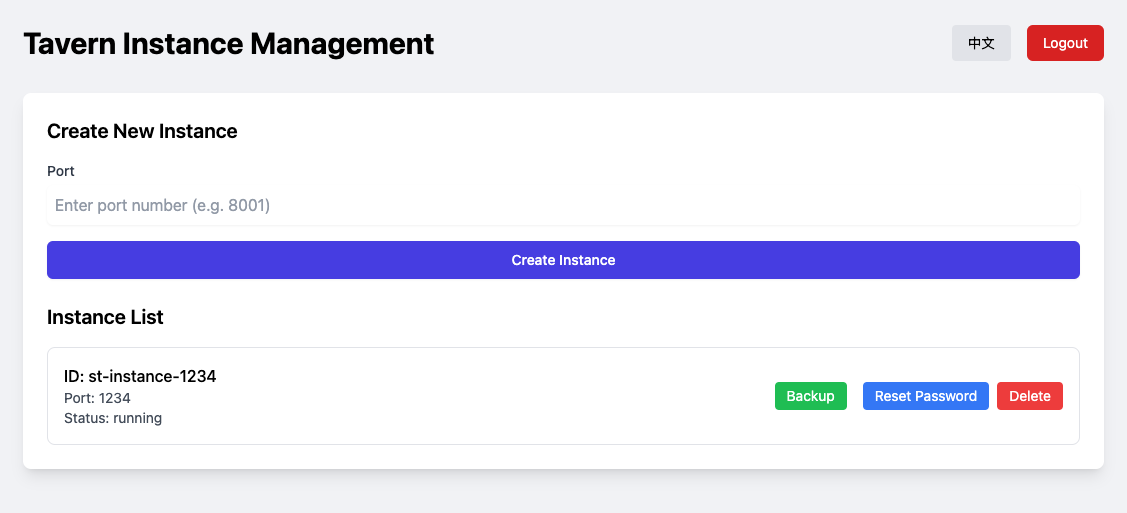 Tavern Instance Management
中文
Logout
Create New Instance
Port
Enter port number (e.g. 8001)
Create Instance
Instance List
ID: st-instance-1234
Port: 1234
Status: running
Backup
Reset Password
Delete